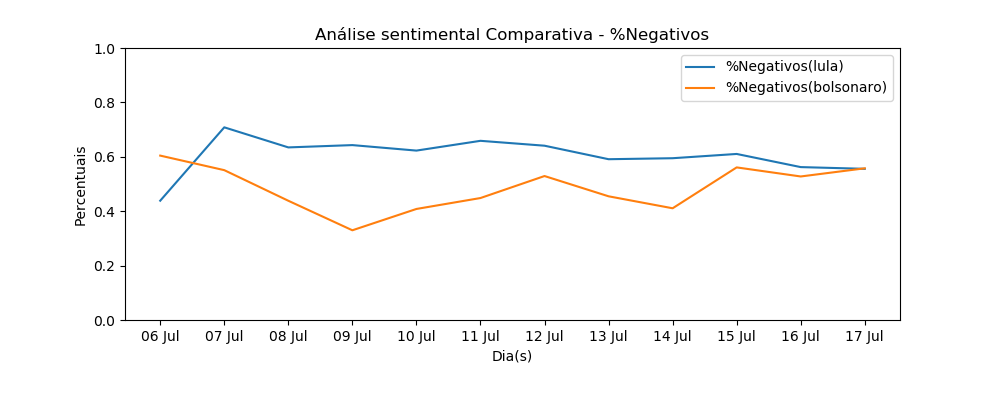 Análise sentimental Comparativa - %Negativos
%Negativos(lula)
%Negativos(bolsonaro)
Percentuais
1.0
0.8
0.6
0.4
0.2
0.0
06 Jul 07 Jul 08 Jul 09 Jul 10 Jul 11 Jul 12 Jul 13 Jul 14 Jul 15 Jul 16 Jul 17 Jul
Dia(s)